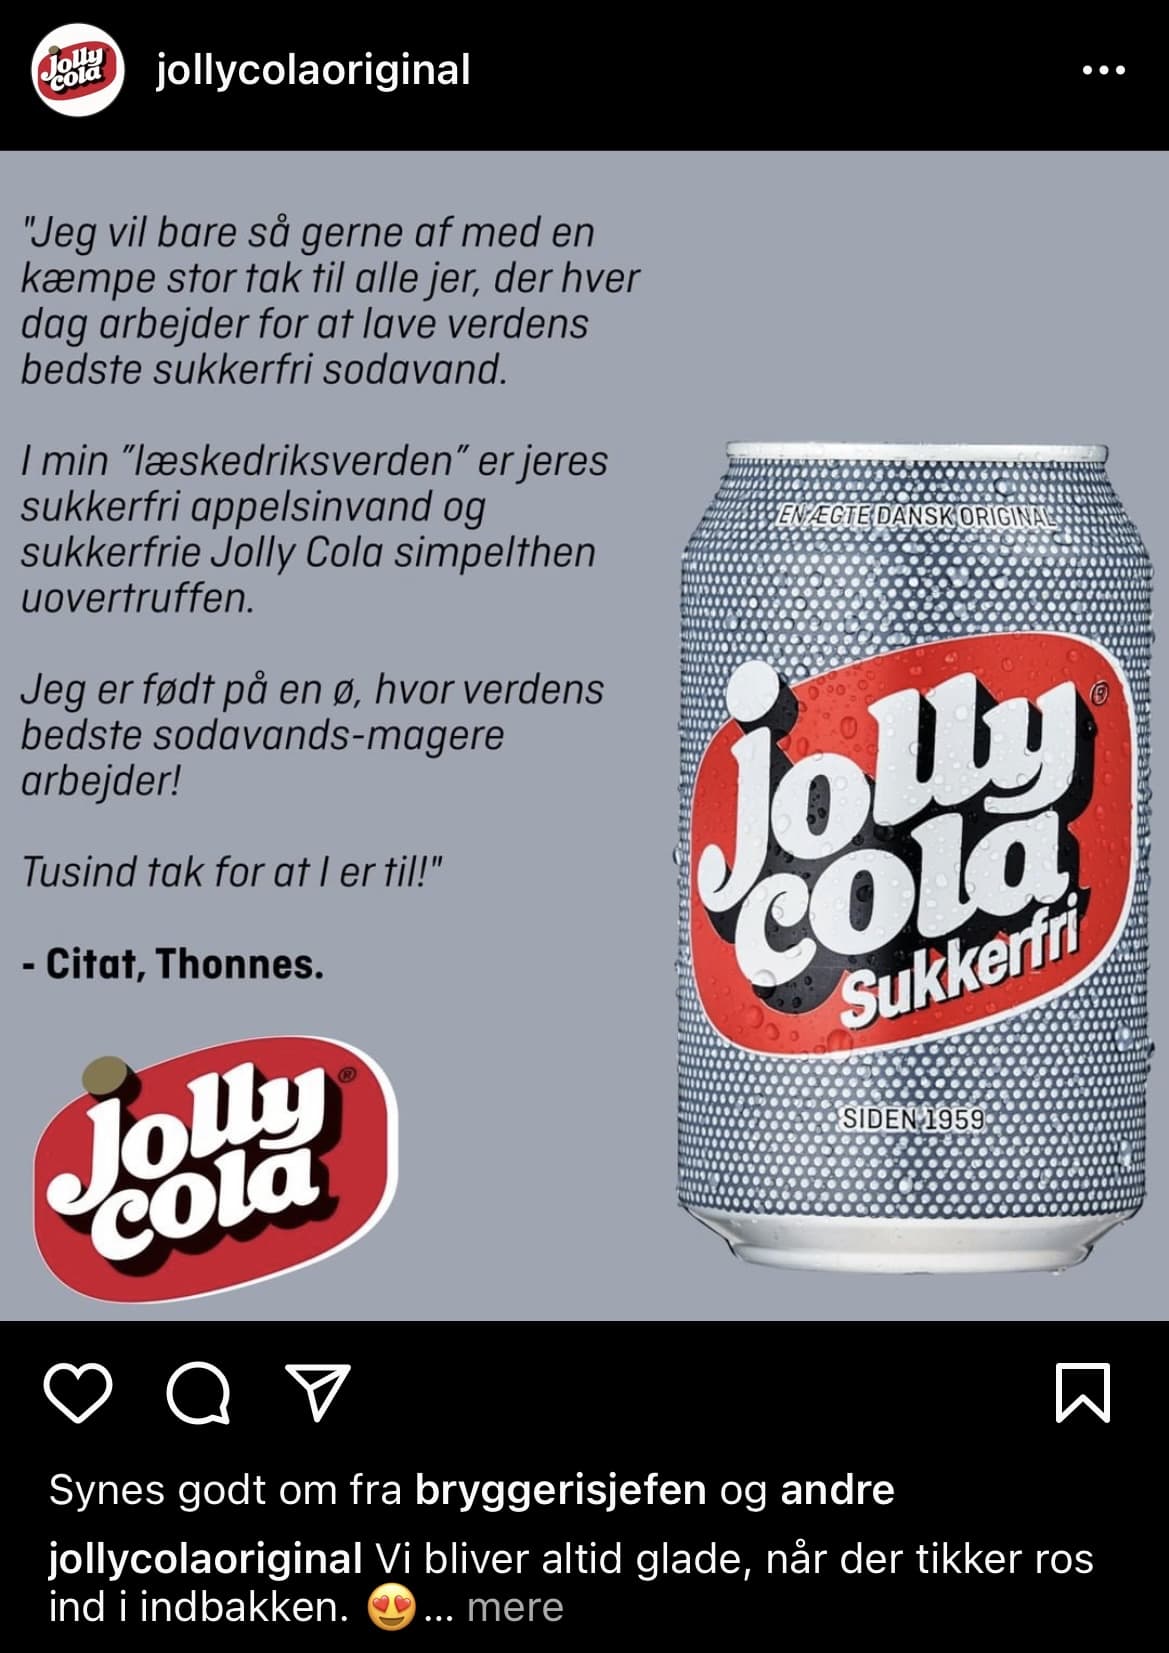 jolly
cola
jollycolaoriginal
"Jeg vil bare så gerne af med en
kæmpe stor tak til alle jer, der hver
dag arbejder for at lave verdens
bedste sukkerfri sodavand.
I min ”læskedriksverden” er jeres
sukkerfri appelsinvand og
sukkerfrie Jolly Cola simpelthen
uovertruffen.
Jeg er født på en ø, hvor verdens
bedste sodavands-magere
arbejder!
Tusind tak for at I er til!"
- Citat, Thonnes.
jolly ®
cola
EN ÆGTE DANSK ORIGINAL
jolly ®
cola
Sukkerfri
SIDEN 1959
Synes godt om fra bryggerisjefen og andre
jollycolaoriginal Vi bliver altid glade, når der tikker ros
ind i indbakken. 😍... mere